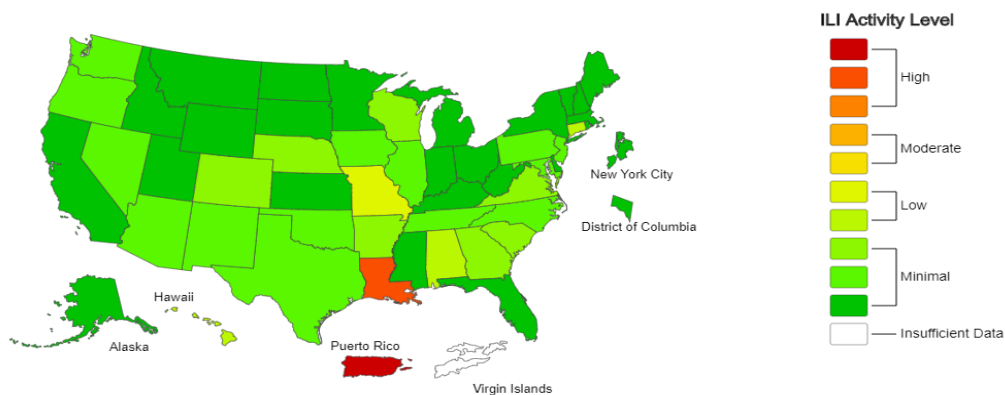 ILI Activity Level
High
Moderate
New York City
Low
District of Columbia
Minimal
Hawaii
Insufficient Data
Alaska
Puerto Rico
Virgin Islands